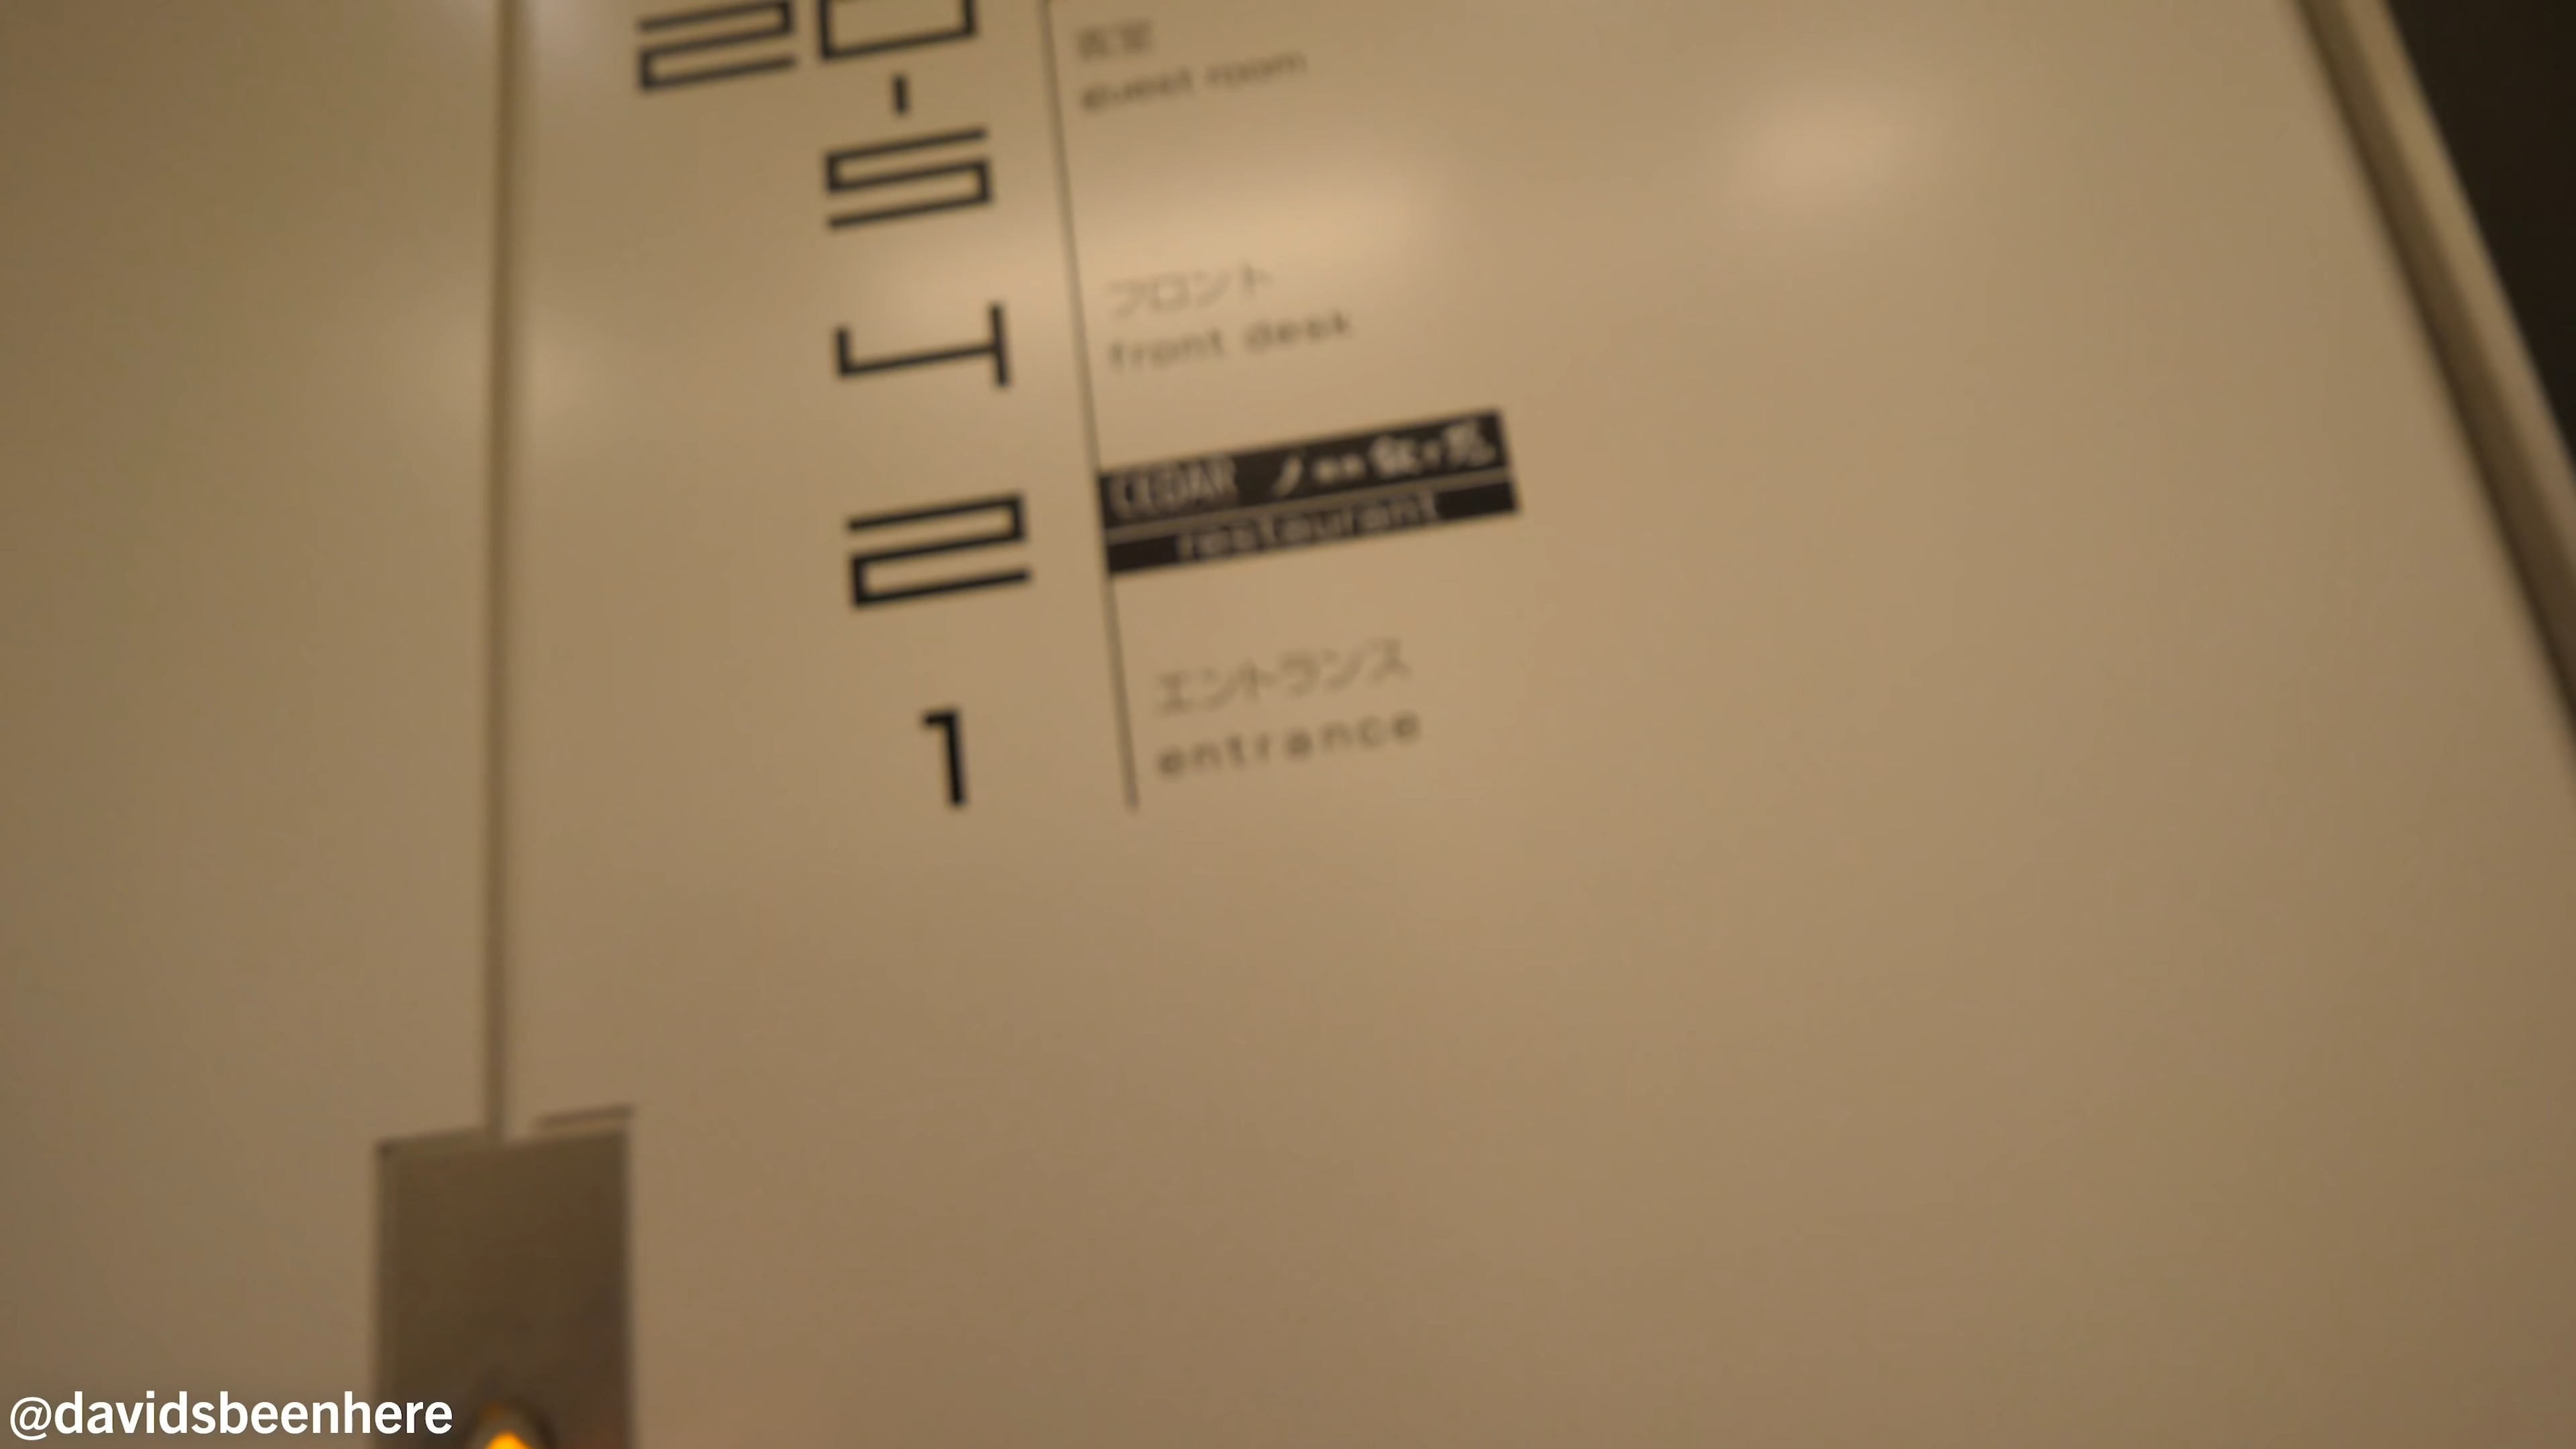 20
客室
guest room
-
5
4
フロント
front desk
2
CEDAR
restaurant
1
エントランス
entrance
@davidsbeenhere